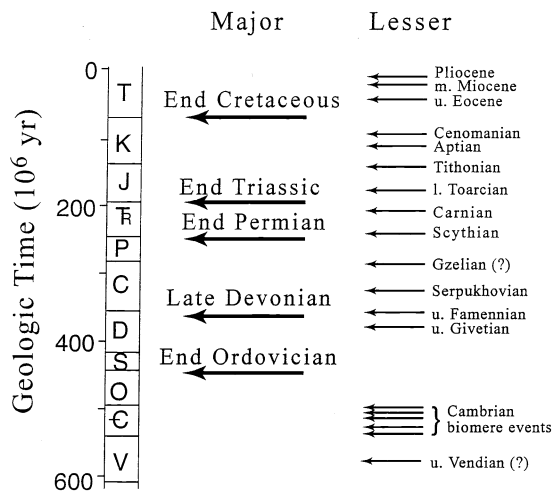 Major
Lesser
Geologic Time (10⁶ yr)
0
200
400
600
T
K
J
TR
P
C
D
S
O
Є
V
End Cretaceous
End Triassic
End Permian
Late Devonian
End Ordovician
Pliocene
m. Miocene
u. Eocene
Cenomanian
Aptian
Tithonian
l. Toarcian
Carnian
Scythian
Gzelian (?)
Serpukhovian
u. Famennian
u. Givetian
} Cambrian
biomere events
u. Vendian (?)